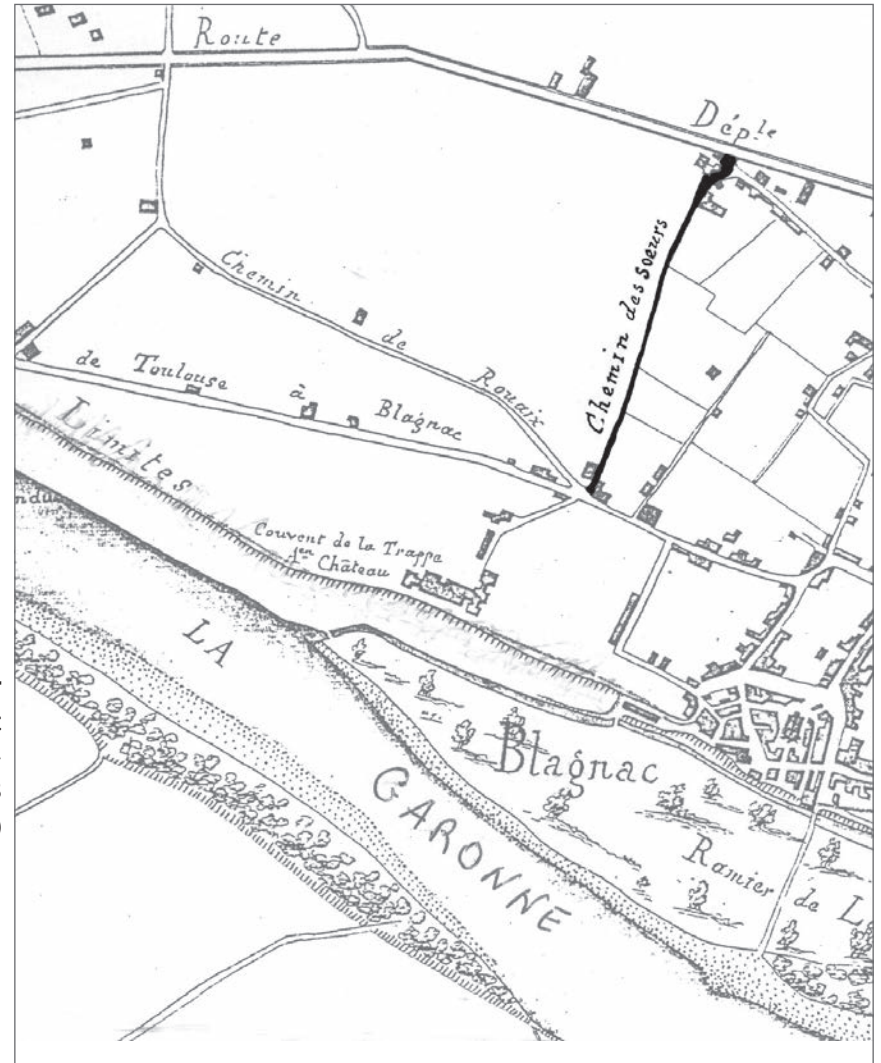 Route
Dép.le
Chemin des soeurs
Chemin de Rouaix
de Toulouse à Blagnac
Limites
Couvent de la Trappe
Château
LA
GARONNE
Blagnac
Ramier
de L